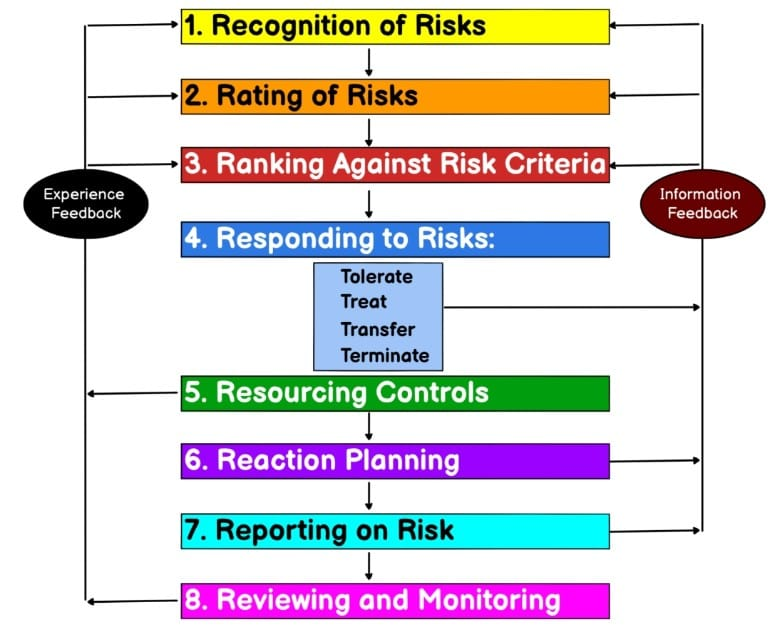 1. Recognition of Risks
2. Rating of Risks
3. Ranking Against Risk Criteria
Experience
Feedback
Information
Feedback
4. Responding to Risks:
Tolerate
Treat
Transfer
Terminate
5. Resourcing Controls
6. Reaction Planning
7. Reporting on Risk
8. Reviewing and Monitoring